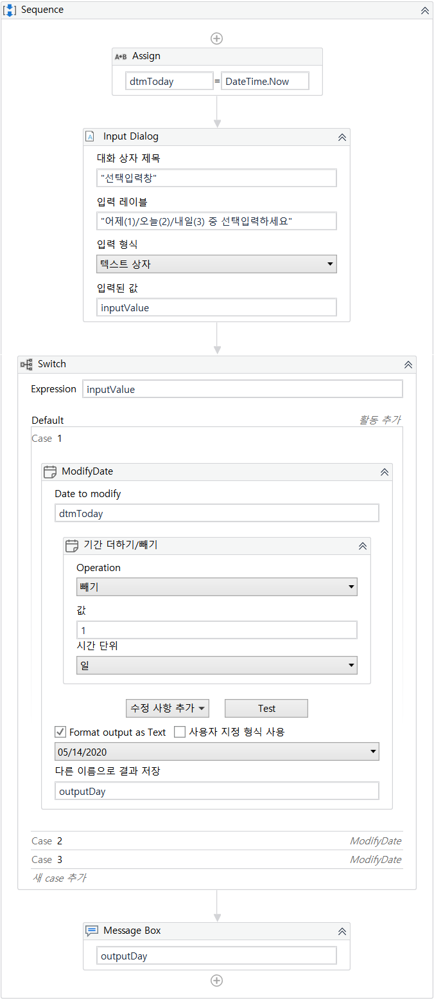 Sequence
Assign
dtmToday = DateTime.Now
Input Dialog
대화 상자 제목
"선택입력창"
입력 레이블
"어제(1)/오늘(2)/내일(3) 중 선택입력하세요"
입력 형식
텍스트 상자
입력된 값
inputValue
Switch
Expression inputValue
Default 활동 추가
Case 1
ModifyDate
Date to modify
dtmToday
기간 더하기/빼기
Operation
빼기
값
1
시간 단위
일
수정 사항 추가 Test
Format output as Text 사용자 지정 형식 사용
05/14/2020
다른 이름으로 결과 저장
outputDay
Case 2 ModifyDate
Case 3 ModifyDate
새 case 추가
Message Box
outputDay